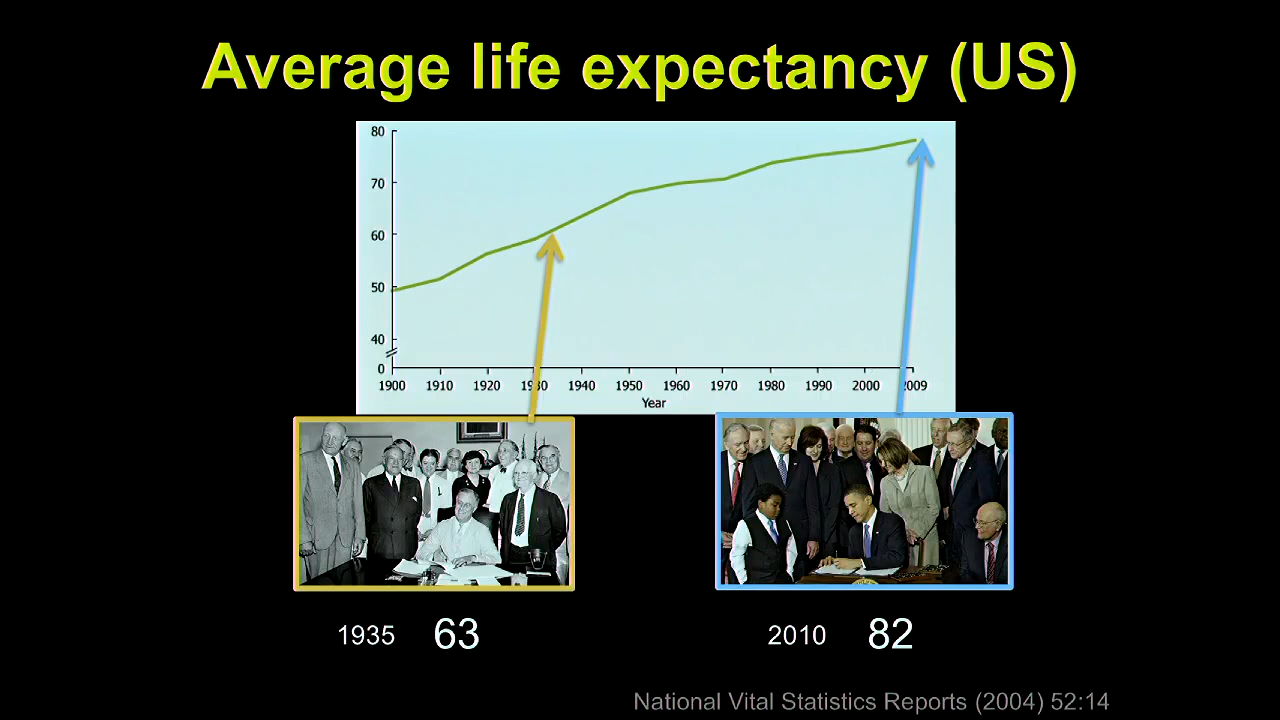 Average life expectancy (US)
80
70
60
50
40
0
1900 1910 1920 1930 1940 1950 1960 1970 1980 1990 2000 2009
Year
1935 63
2010 82
National Vital Statistics Reports (2004) 52:14